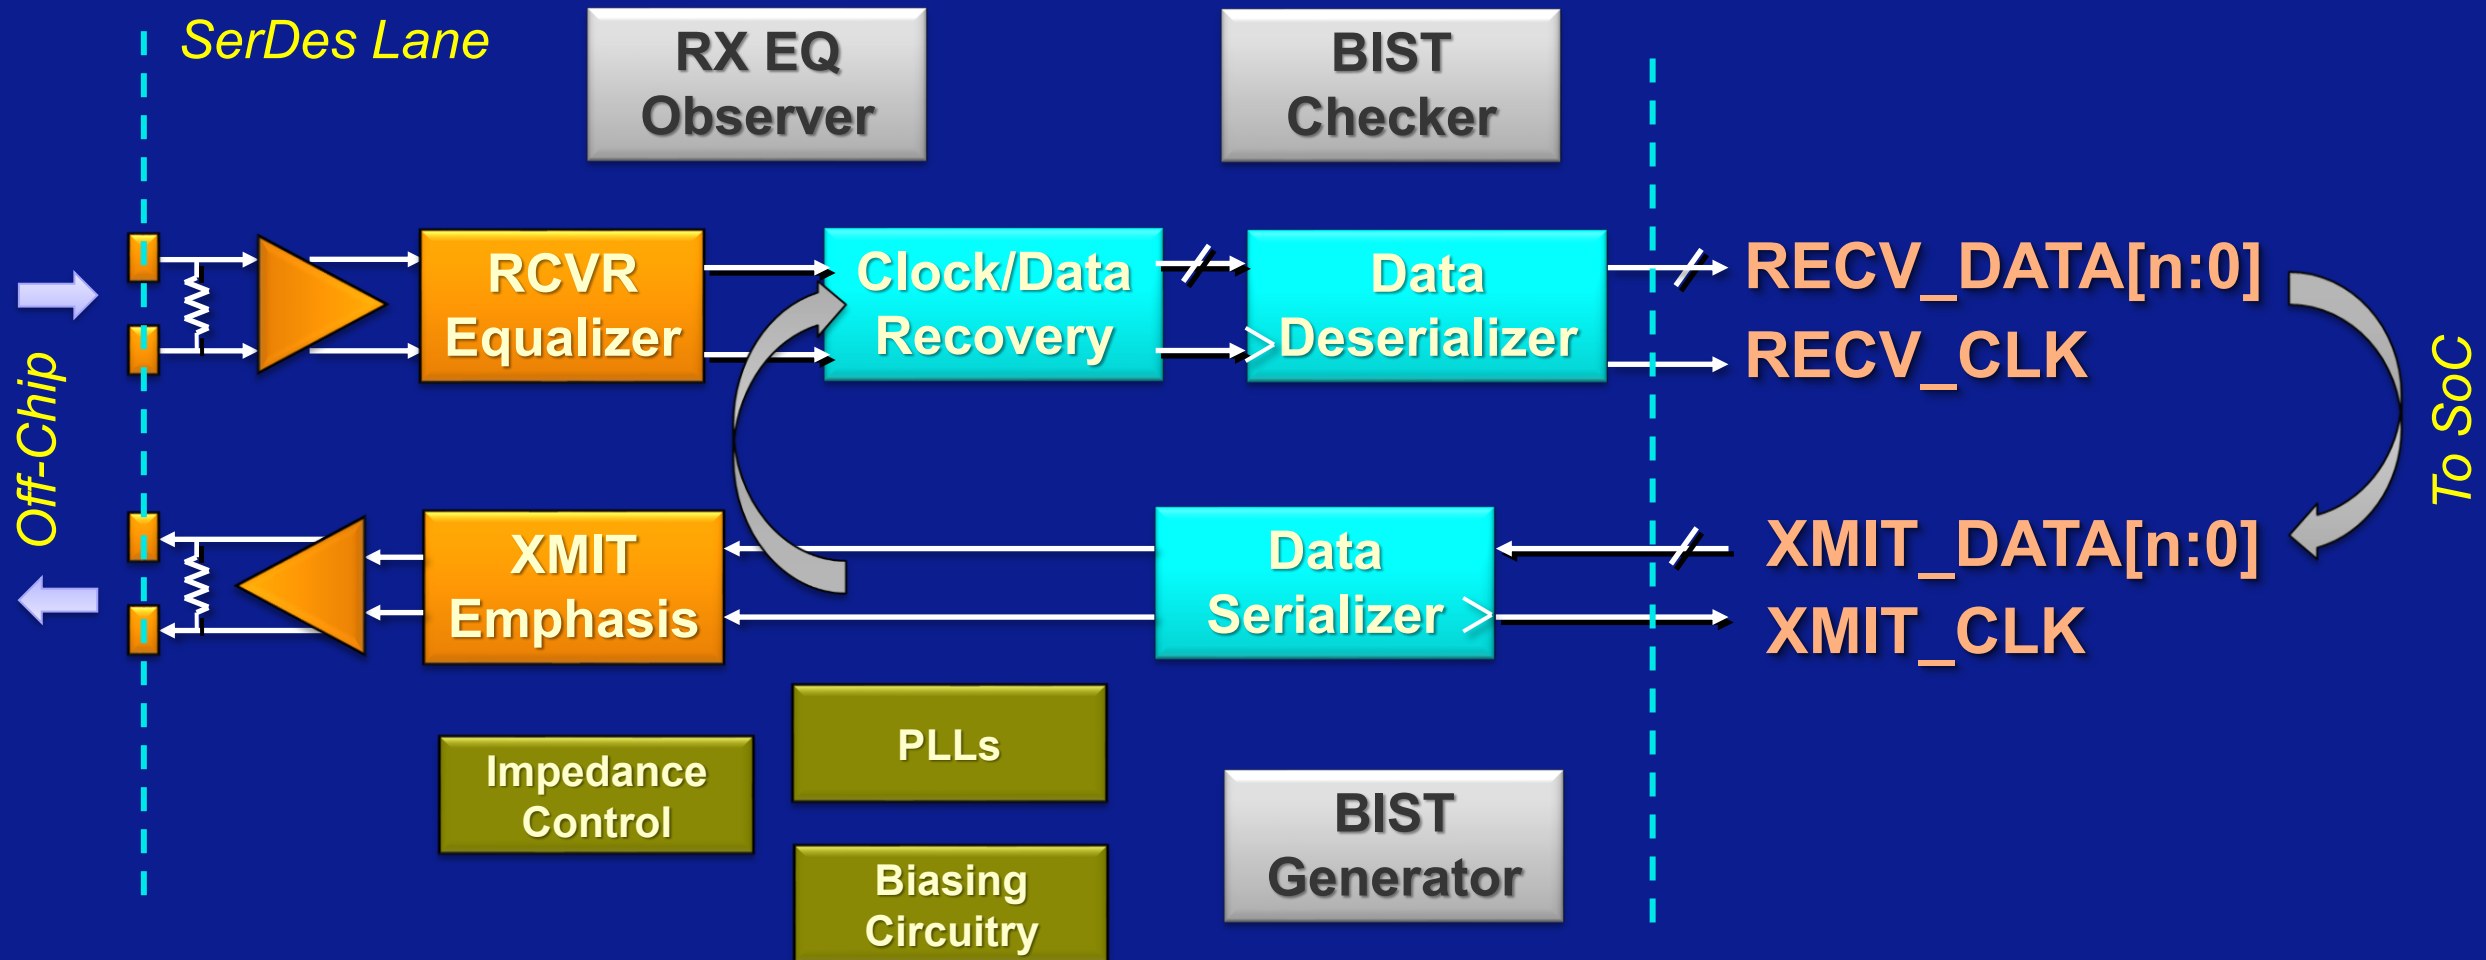 SerDes Lane
RX EQ
Observer
BIST
Checker
RCVR
Equalizer
Clock/Data
Recovery
Data
Deserializer
RECV_DATA[n:0]
RECV_CLK
Off-Chip
To SoC
XMIT
Emphasis
Data
Serializer
XMIT_DATA[n:0]
XMIT_CLK
Impedance
Control
PLLs
Biasing
Circuitry
BIST
Generator